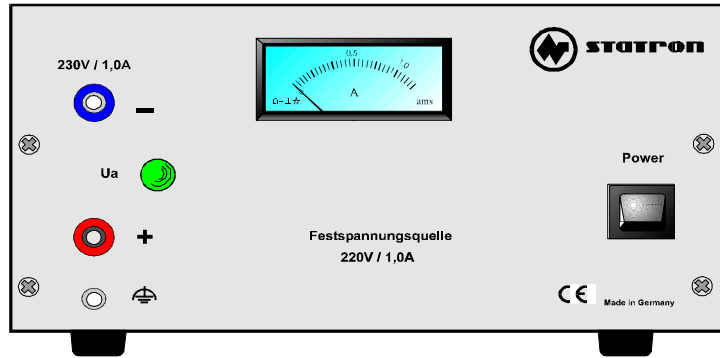 statron
230V / 1,0A
0,5
1,0
0
A
ams
−
Ua
Power
+
Festspannungsquelle
220V / 1,0A
CE
Made in Germany